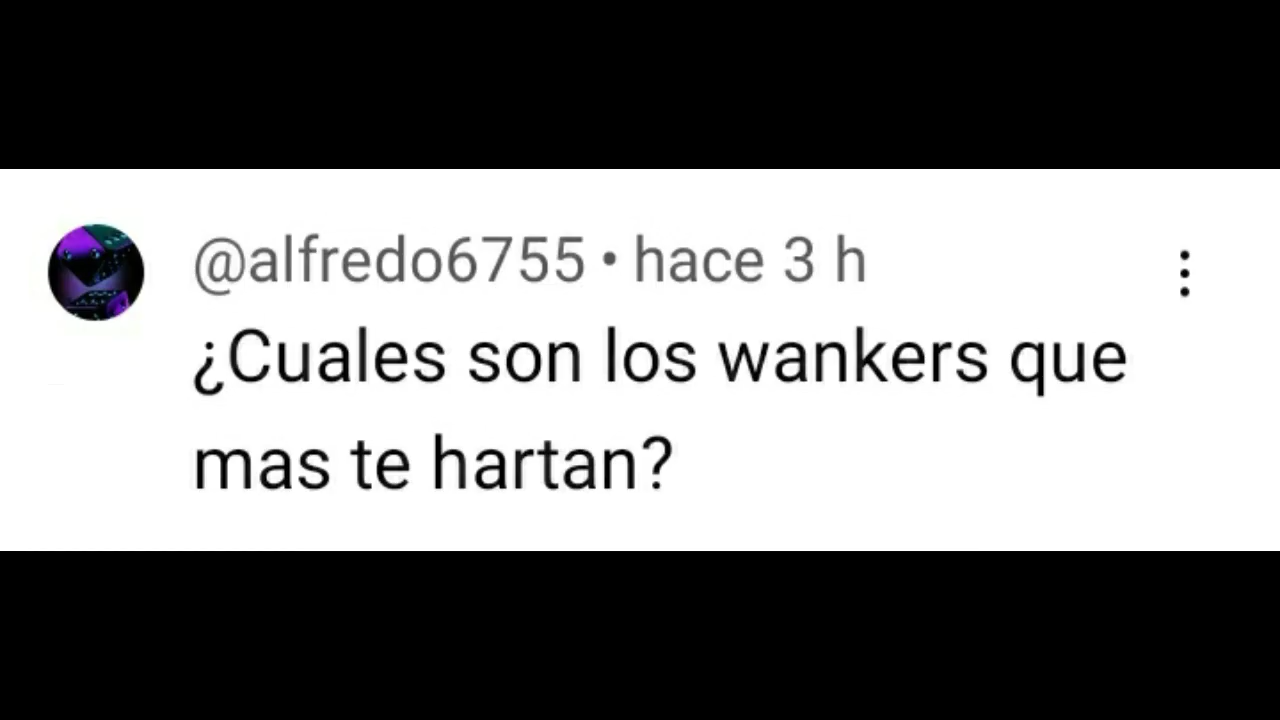 @alfredo6755 • hace 3 h
¿Cuales son los wankers que
mas te hartan?